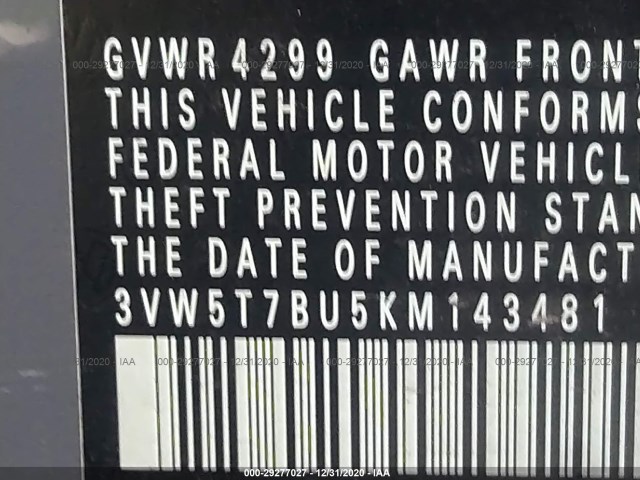 GVWR 4299 GAWR FRONT
THIS VEHICLE CONFORMS
FEDERAL MOTOR VEHICL
THEFT PREVENTION STAN
THE DATE OF MANUFACT
3VW5T7BU5KM143481
000-29277027 - 12/31/2020 - IAA